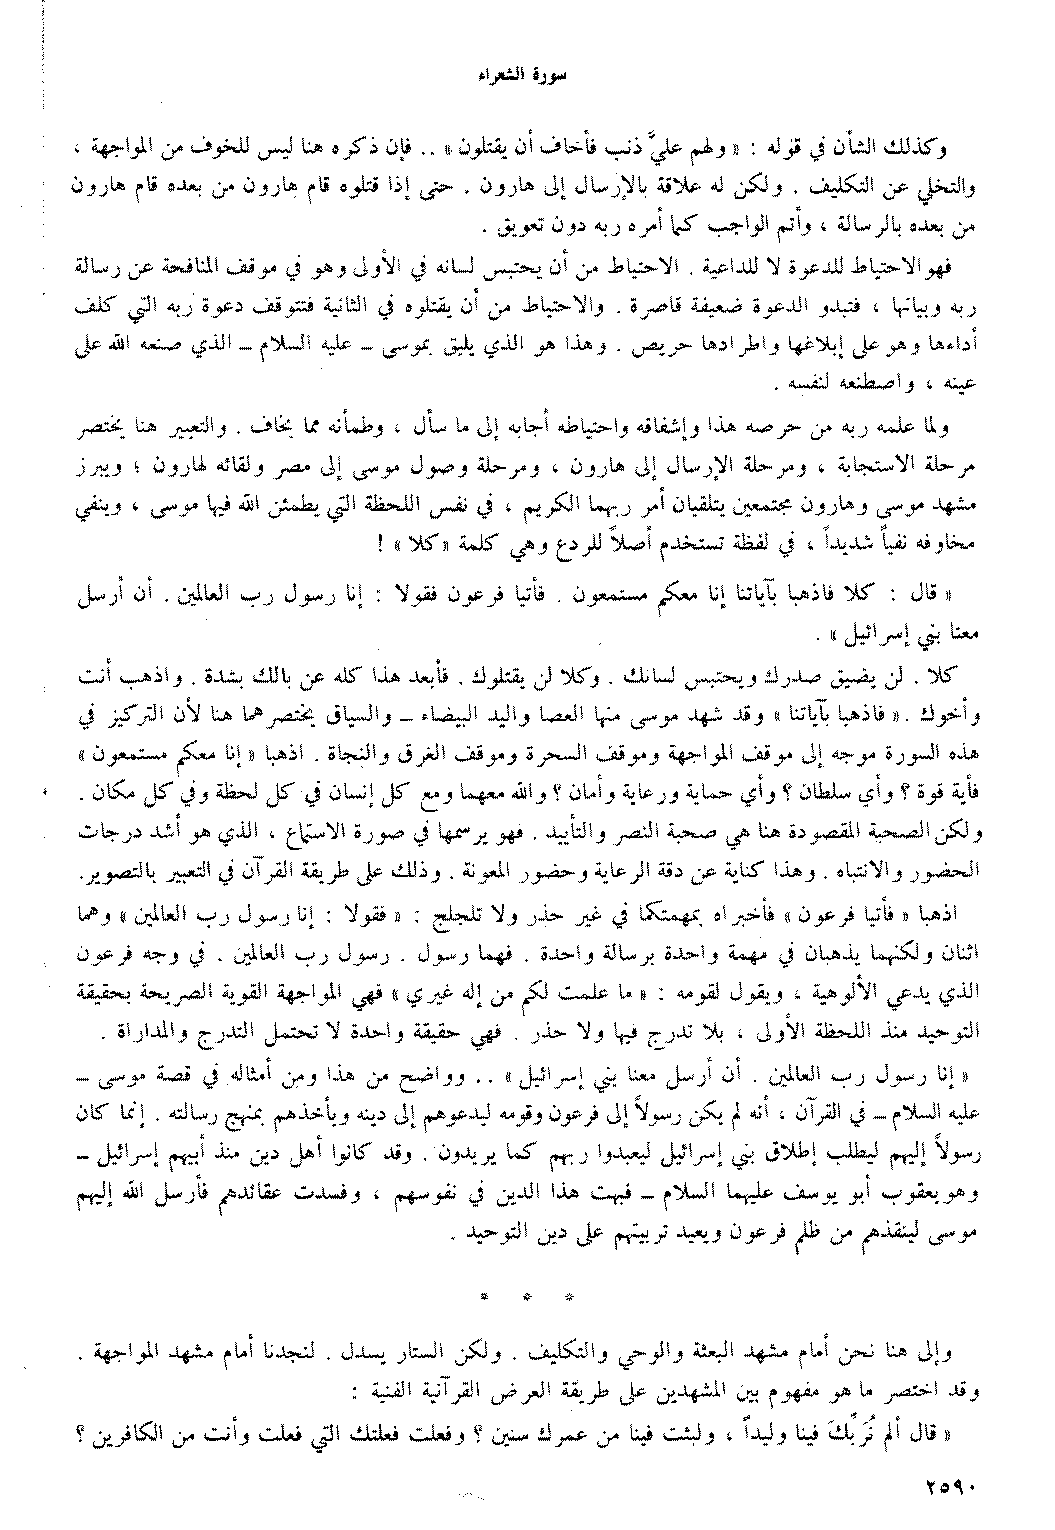 سورة الشعراء
وكذلك الشأن في قوله : « ولهم عليَّ ذنب فأخاف أن يقتلون » .. فإن ذكره هنا ليس للخوف من المواجهة ،
والتخلي عن التكليف . ولكن له علاقة بالإرسال إلى هارون . حتى إذا قتلوه قام هارون من بعده قام هارون
من بعده بالرسالة ، وأتم الواجب كما أمره ربه دون تعويق .
فهو الاحتياط للدعوة لا للداعية . الاحتياط من أن يحتبس لسانه في الأولى وهو في موقف المنافحة عن رسالة
ربه وبيانها ، فتبدو الدعوة ضعيفة قاصرة . والاحتياط من أن يقتلوه في الثانية فتتوقف دعوة ربه التي كلف
أداءها وهو على إبلاغها واطرادها حريص . وهذا هو الذي يليق بموسى – عليه السلام – الذي صنعه الله على
عينه ، واصطنعه لنفسه .
ولما علمه ربه من حرصه هذا وإشفاقه واحتياطه أجابه إلى ما سأل ، وطمأنه مما يخاف . والتعبير هنا يختصر
مرحلة الاستجابة ، ومرحلة الإرسال إلى هارون ، ومرحلة وصول موسى إلى مصر ولقائه لهارون ؛ ويبرز
مشهد موسى وهارون مجتمعين يتلقيان أمر ربهما الكريم ، في نفس اللحظة التي يطمئن الله فيها موسى ، وينفي
مخاوفه نفياً شديداً ، في لفظة تستخدم أصلاً للردع وهي كلمة « كلا » !
« قال : كلا فاذهبا بآياتنا إنا معكم مستمعون . فأتيا فرعون فقولا : إنا رسول رب العالمين . أن أرسل
معنا بني إسرائيل » .
كلا . لن يضيق صدرك ويحتبس لسانك . وكلا لن يقتلوك . فأبعد هذا كله عن بالك بشدة . واذهب أنت
وأخوك . « فاذهبا بآياتنا » وقد شهد موسى منها العصا واليد البيضاء – والسياق يختصرهما هنا لأن التركيز في
هذه السورة موجه إلى موقف المواجهة وموقف السحرة وموقف الغرق والنجاة . اذهبا « إنا معكم مستمعون »
فأية قوة ؟ وأي سلطان ؟ وأي حماية ورعاية وأمان ؟ والله معهما ومع كل إنسان في كل لحظة وفي كل مكان .
ولكن الصحبة المقصودة هنا هي صحبة النصر والتأييد . فهو يرسمها في صورة الاستماع ، الذي هو أشد درجات
الحضور والانتباه . وهذا كناية عن دقة الرعاية وحضور المعونة . وذلك على طريقة القرآن في التعبير بالتصوير.
اذهبا « فأتيا فرعون » فأخبراه بمهمتكما في غير حذر ولا تلجلج : « فقولا : إنا رسول رب العالمين » وهما
اثنان ولكنهما يذهبان في مهمة واحدة برسالة واحدة . فهما رسول . رسول رب العالمين . في وجه فرعون
الذي يدعي الألوهية ، ويقول لقومه : « ما علمت لكم من إله غيري » فهي المواجهة القوية الصريحة بحقيقة
التوحيد منذ اللحظة الأولى ، بلا تدرج فيها ولا حذر . فهي حقيقة واحدة لا تحتمل التدرج والمداراة .
« إنا رسول رب العالمين . أن أرسل معنا بني إسرائيل » .. وواضح من هذا ومن أمثاله في قصة موسى –
عليه السلام – في القرآن ، أنه لم يكن رسولاً إلى فرعون وقومه ليدعوهم إلى دينه ويأخذهم بمنهج رسالته . إنما كان
رسولاً إليهم ليطلب إطلاق بني إسرائيل ليعبدوا ربهم كما يريدون . وقد كانوا أهل دين منذ أبيهم إسرائيل –
وهو يعقوب أبو يوسف عليهما السلام – فبهت هذا الدين في نفوسهم ، وفسدت عقائدهم فأرسل الله إليهم
موسى لينقذهم من ظلم فرعون ويعيد تربيتهم على دين التوحيد .
* * *
وإلى هنا نحن أمام مشهد البعثة والوحي والتكليف . ولكن الستار يسدل . لنجدنا أمام مشهد المواجهة .
وقد اختصر ما هو مفهوم بين المشهدين على طريقة العرض القرآنية الفنية :
« قال ألم نُرَبِّكَ فينا وليداً ، ولبثت فينا من عمرك سنين ؟ وفعلت فعلتك التي فعلت وأنت من الكافرين ؟
٢٥٩٠